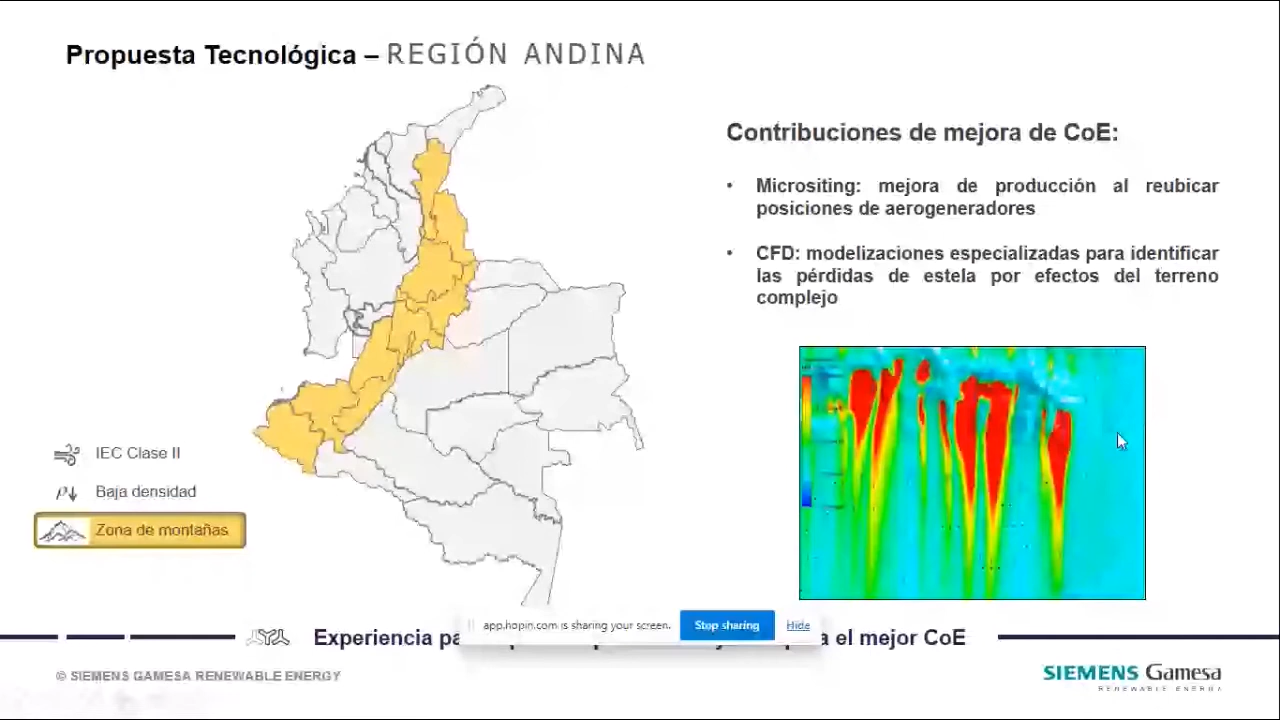 Propuesta Tecnológica – REGIÓN ANDINA
Contribuciones de mejora de CoE:
• Micrositing: mejora de producción al reubicar
posiciones de aerogeneradores
• CFD: modelizaciones especializadas para identificar
las pérdidas de estela por efectos del terreno
complejo
IEC Clase II
ρ↓ Baja densidad
Zona de montañas
app.hopin.com is sharing your screen. Stop sharing Hide
Experiencia el mejor CoE
© SIEMENS GAMESA RENEWABLE ENERGY
SIEMENS Gamesa
RENEWABLE ENERGY